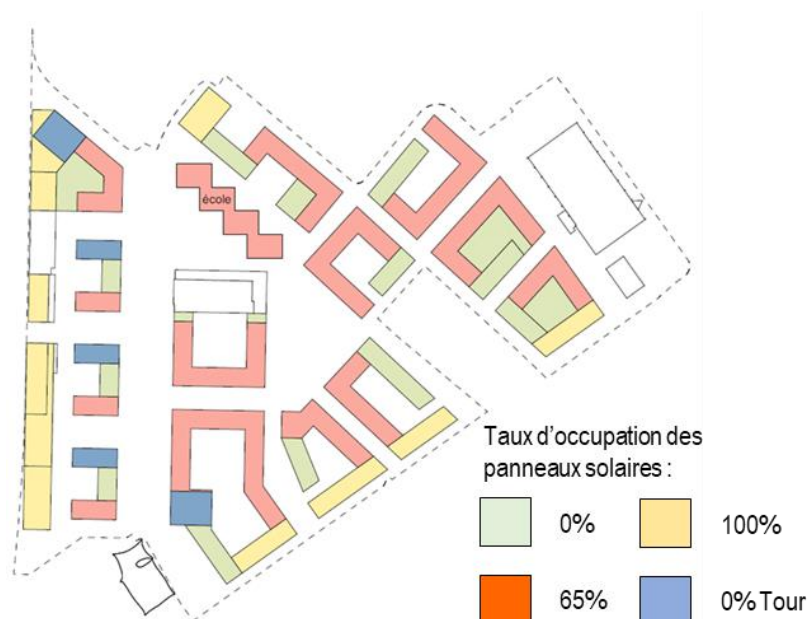 école
Taux d'occupation des
panneaux solaires :
0%
100%
65%
0% Tour